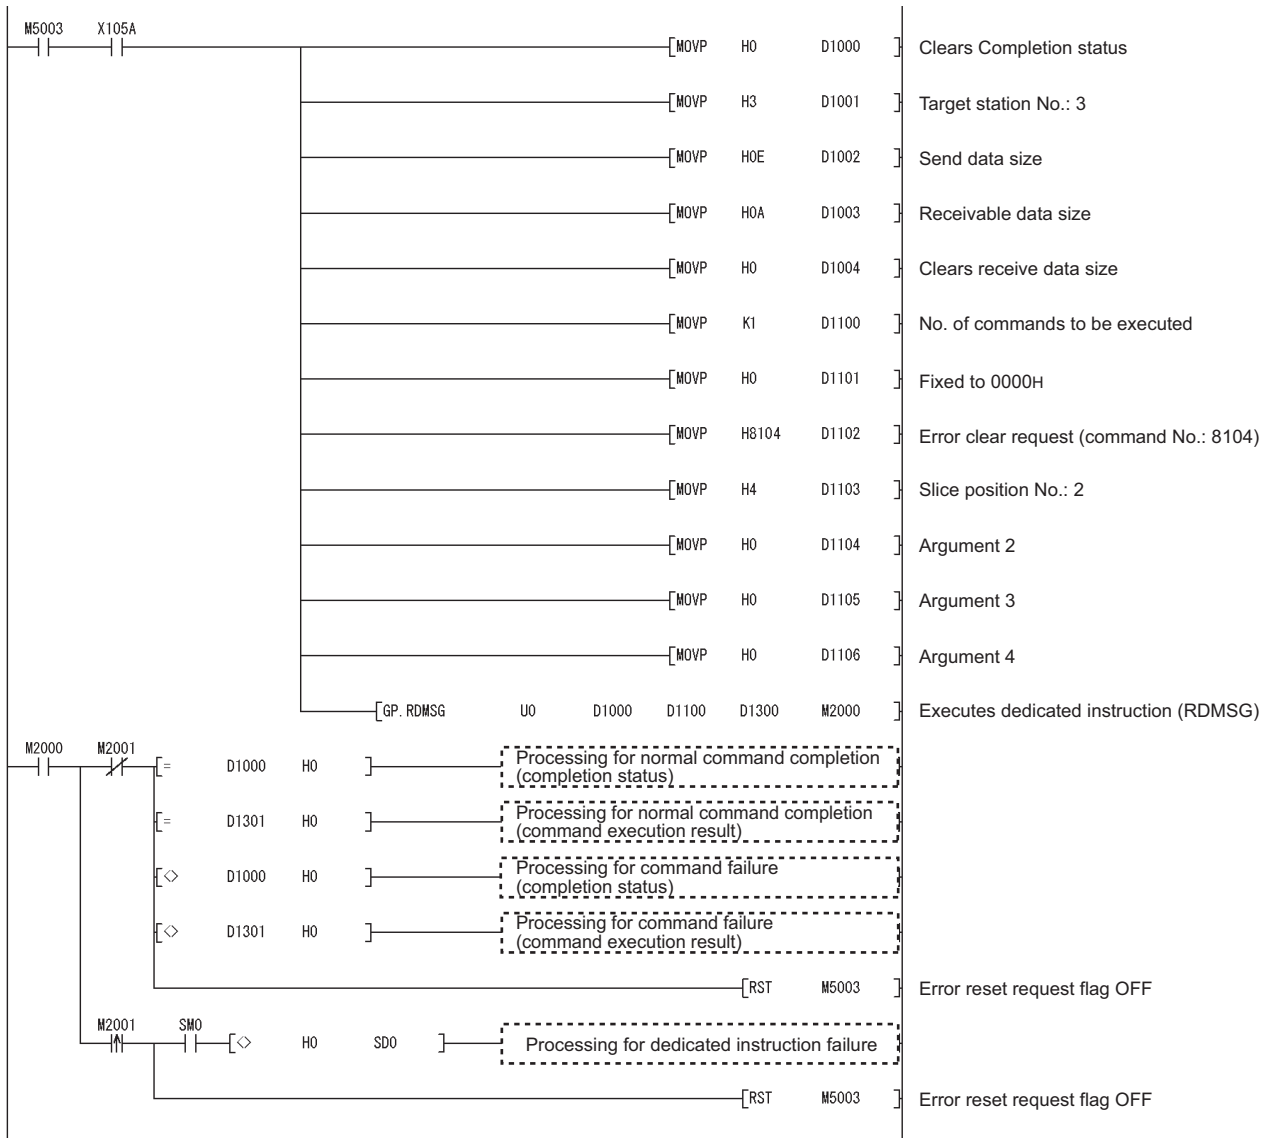 M5003 X105A
MOVP H0 D1000 Clears Completion status
MOVP H3 D1001 Target station No.: 3
MOVP H0E D1002 Send data size
MOVP H0A D1003 Receivable data size
MOVP H0 D1004 Clears receive data size
MOVP K1 D1100 No. of commands to be executed
MOVP H0 D1101 Fixed to 0000H
MOVP H8104 D1102 Error clear request (command No.: 8104)
MOVP H4 D1103 Slice position No.: 2
MOVP H0 D1104 Argument 2
MOVP H0 D1105 Argument 3
MOVP H0 D1106 Argument 4
GP.RDMSG U0 D1000 D1100 D1300 M2000 Executes dedicated instruction (RDMSG)
M2000 M2001
= D1000 H0 Processing for normal command completion
(completion status)
= D1301 H0 Processing for normal command completion
(command execution result)
<> D1000 H0 Processing for command failure
(completion status)
<> D1301 H0 Processing for command failure
(command execution result)
RST M5003 Error reset request flag OFF
M2001 SM0
<> H0 SD0 Processing for dedicated instruction failure
RST M5003 Error reset request flag OFF